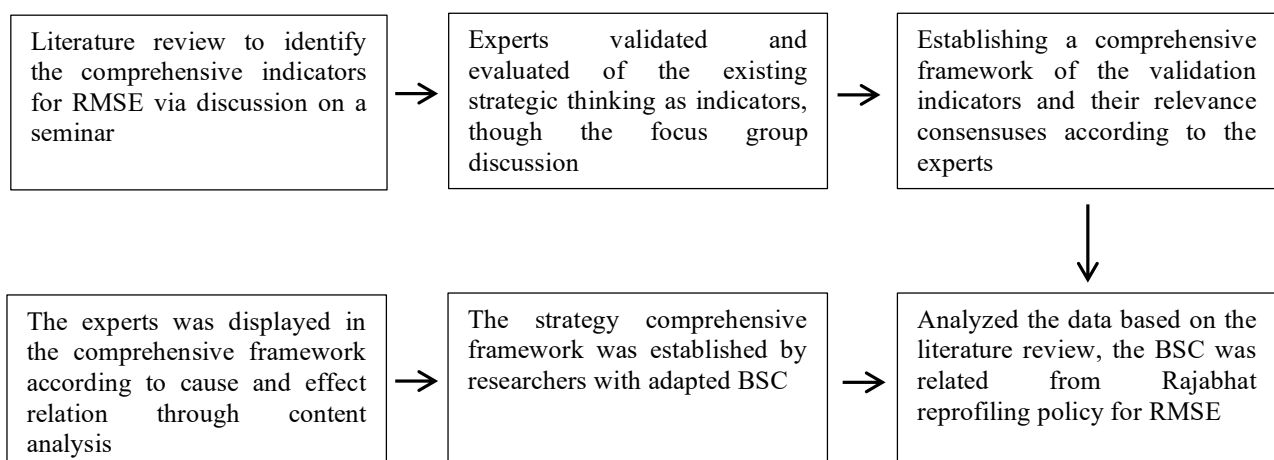 Literature review to identify
the comprehensive indicators
for RMSE via discussion on a
seminar
Experts validated and
evaluated of the existing
strategic thinking as indicators,
though the focus group
discussion
Establishing a comprehensive
framework of the validation
indicators and their relevance
consensuses according to the
experts
The experts was displayed in
the comprehensive framework
according to cause and effect
relation through content
analysis
The strategy comprehensive
framework was established by
researchers with adapted BSC
Analyzed the data based on the
literature review, the BSC was
related from Rajabhat
reprofiling policy for RMSE